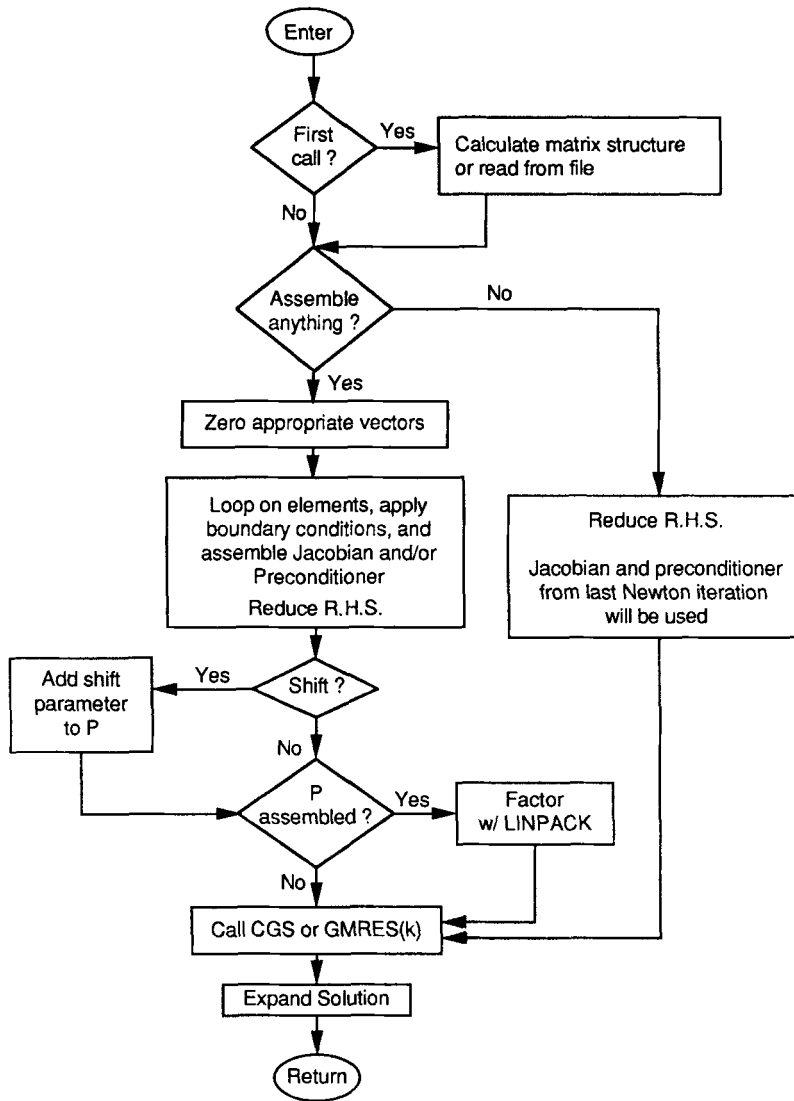 Enter
First
call ?
Yes
Calculate matrix structure
or read from file
No
Assemble
anything ?
No
Yes
Zero appropriate vectors
Loop on elements, apply
boundary conditions, and
assemble Jacobian and/or
Preconditioner
Reduce R.H.S.
Reduce R.H.S.
Jacobian and preconditioner
from last Newton iteration
will be used
Add shift
parameter
to P
Yes
Shift ?
No
P
assembled ?
Yes
Factor
w/ LINPACK
No
Call CGS or GMRES(k)
Expand Solution
Return